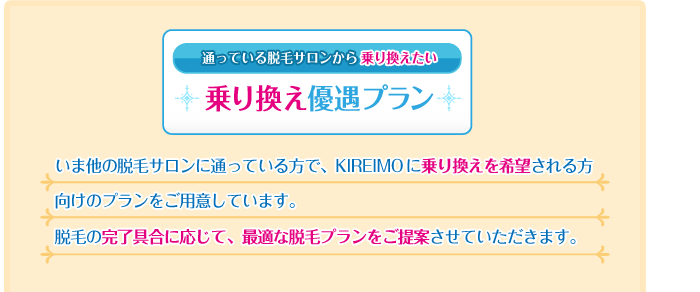 通っている脱毛サロンから乗り換えたい
乗り換え優遇プラン
いま他の脱毛サロンに通っている方で、KIREIMOに乗り換えを希望される方
向けのプランをご用意しています。
脱毛の完了具合に応じて、最適な脱毛プランをご提案させていただきます。